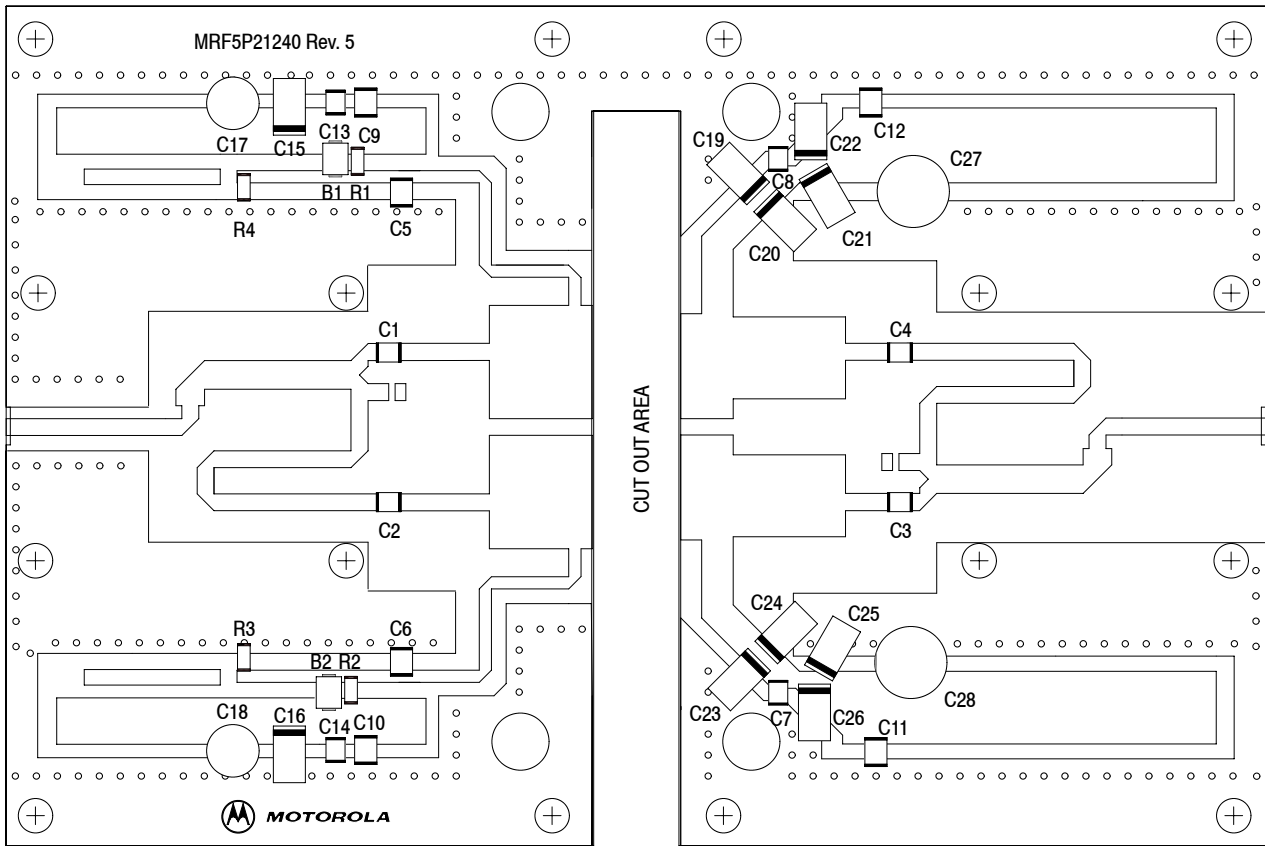 MRF5P21240 Rev. 5
C17
C15
C13
C9
B1
R1
R4
C5
C19
C8
C22
C12
C27
C20
C21
C1
C4
CUT OUT AREA
C2
C3
R3
B2
R2
C6
C24
C25
C18
C16
C14
C10
C23
C7
C26
C11
C28
MOTOROLA